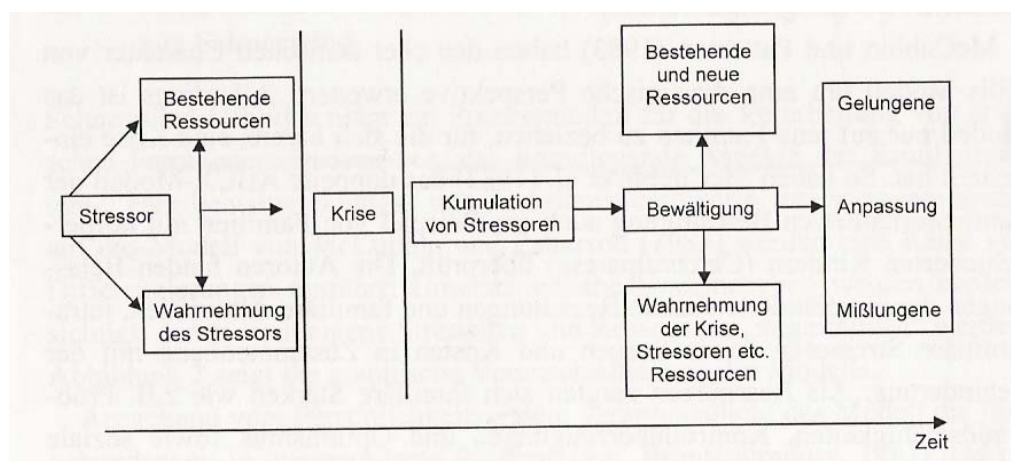 Bestehende
Ressourcen
Stressor
Wahrnehmung
des Stressors
Krise
Kumulation
von Stressoren
Bestehende
und neue
Ressourcen
Bewältigung
Wahrnehmung
der Krise,
Stressoren etc.
Ressourcen
Gelungene
Anpassung
Mißlungene
Zeit